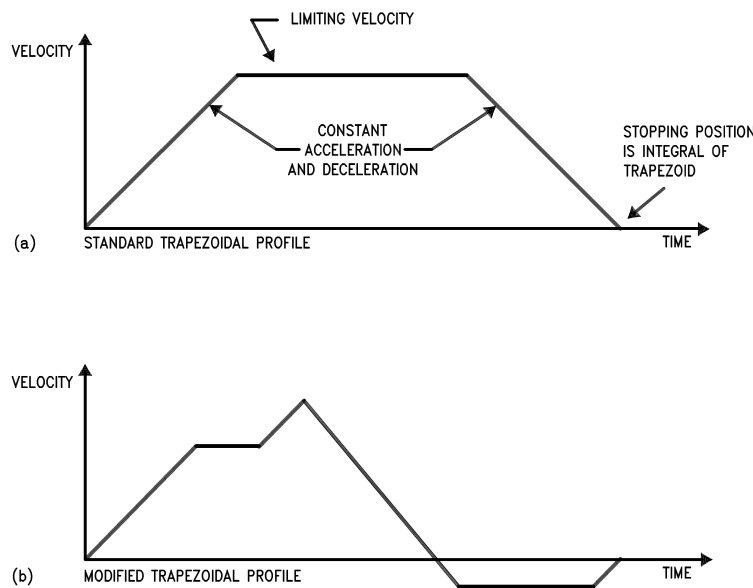 LIMITING VELOCITY
VELOCITY
CONSTANT
ACCELERATION
AND DECELERATION
STOPPING POSITION
IS INTEGRAL OF
TRAPEZOID
(a)
STANDARD TRAPEZOIDAL PROFILE
TIME
VELOCITY
(b)
MODIFIED TRAPEZOIDAL PROFILE
TIME